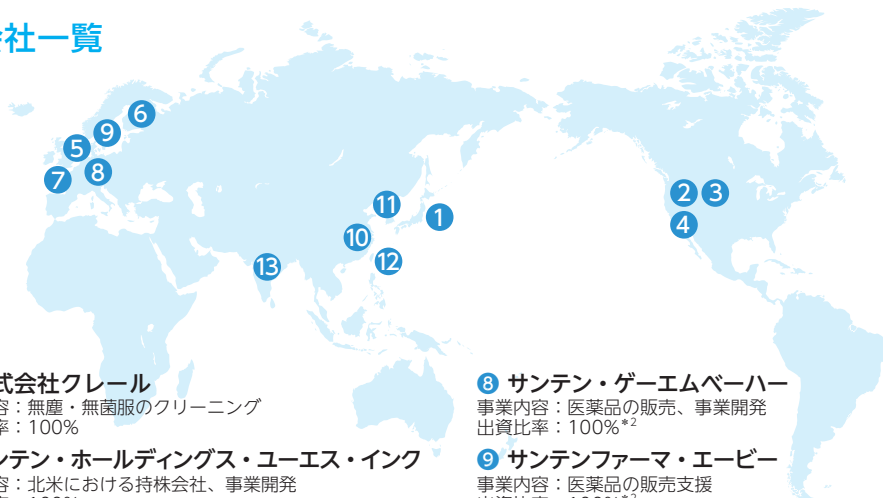 会社一覧
6
9
5
8
7
11
1
10
12
13
2
3
4
式会社クレール
容：無塵・無菌服のクリーニング
率：100%
ンテン・ホールディングス・ユーエス・インク
容：北米における持株会社、事業開発
8 サンテン・ゲーエムベーハー
事業内容：医薬品の販売、事業開発
出資比率：100%*2
9 サンテンファーマ・エービー
事業内容：医薬品の販売支援